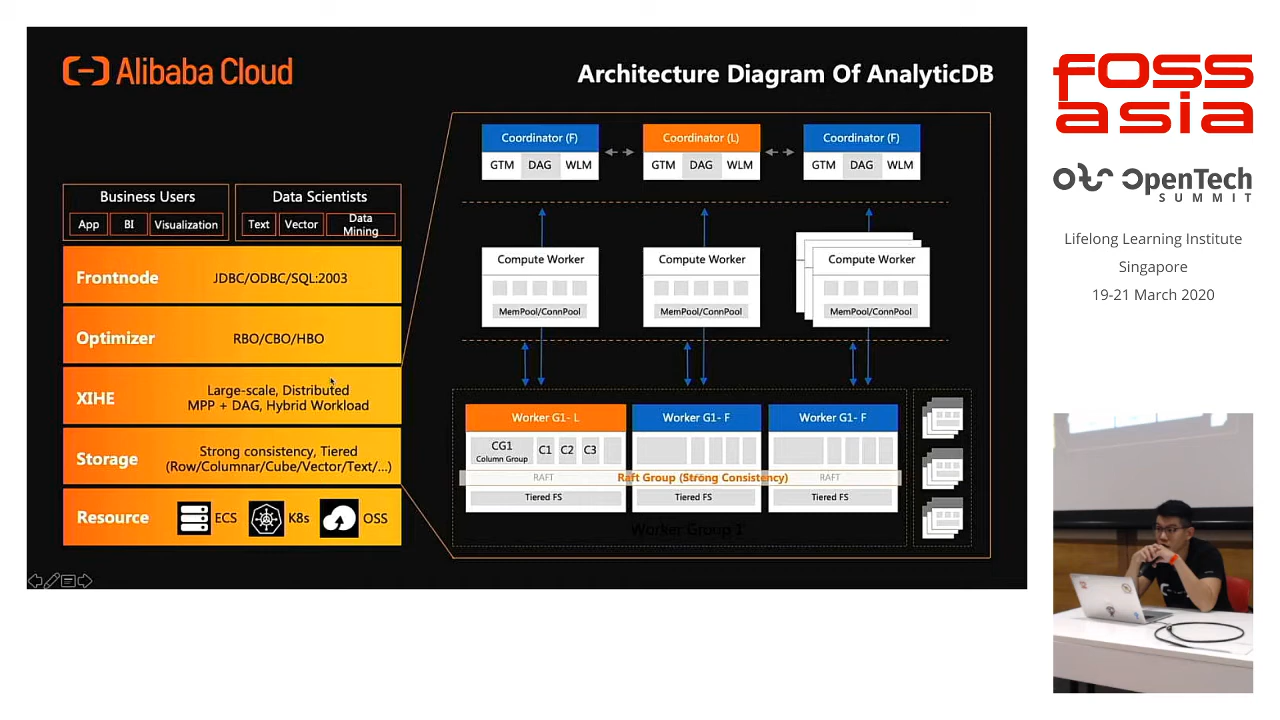 Alibaba Cloud
Architecture Diagram Of AnalyticDB
Business Users
App BI Visualization
Data Scientists
Text Vector Data Mining
Frontnode JDBC/ODBC/SQL:2003
Optimizer RBO/CBO/HBO
XIHE Large-scale, Distributed
MPP + DAG, Hybrid Workload
Storage Strong consistency, Tiered
(Row/Columnar/Cube/Vector/Text/...)
Resource ECS K8s OSS
Coordinator (F) Coordinator (L) Coordinator (F)
GTM DAG WLM GTM DAG WLM GTM DAG WLM
Compute Worker Compute Worker Compute Worker
MemPool/ConnPool MemPool/ConnPool MemPool/ConnPool
Worker G1- L Worker G1- F Worker G1- F
CG1
Column Group
C1 C2 C3
RAFT Raft Group (Strong Consistency) RAFT
Tiered FS Tiered FS Tiered FS
Worker Group 1
fOSS
asia
OpenTech
SUMMIT
Lifelong Learning Institute
Singapore
19-21 March 2020